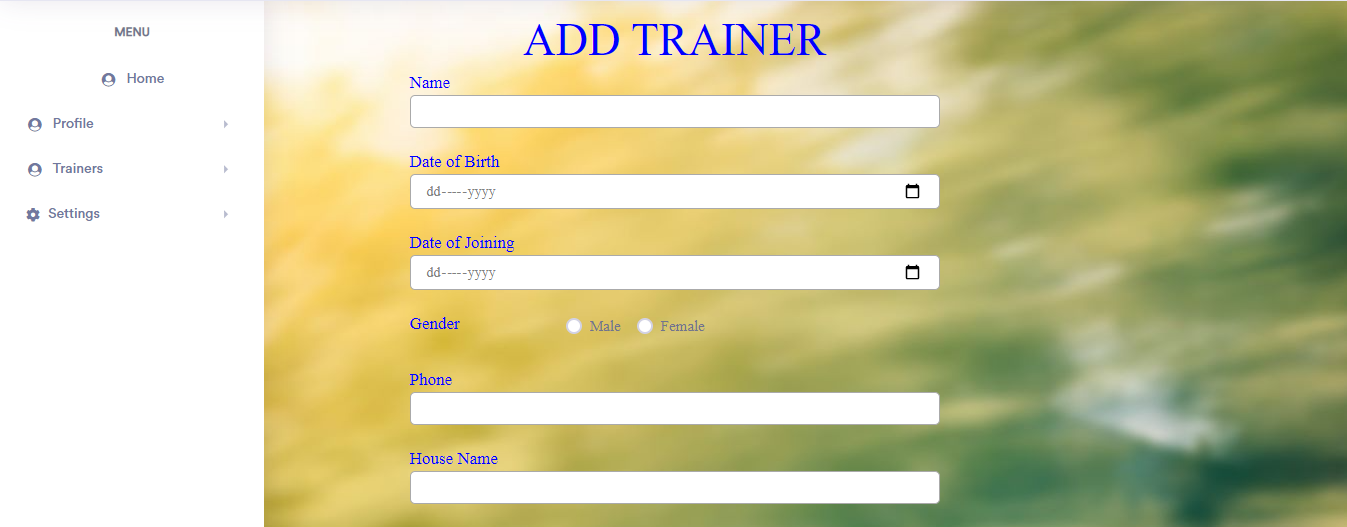 MENU
Home
Profile
Trainers
Settings
ADD TRAINER
Name
Date of Birth
dd-----yyyy
Date of Joining
dd-----yyyy
Gender Male Female
Phone
House Name